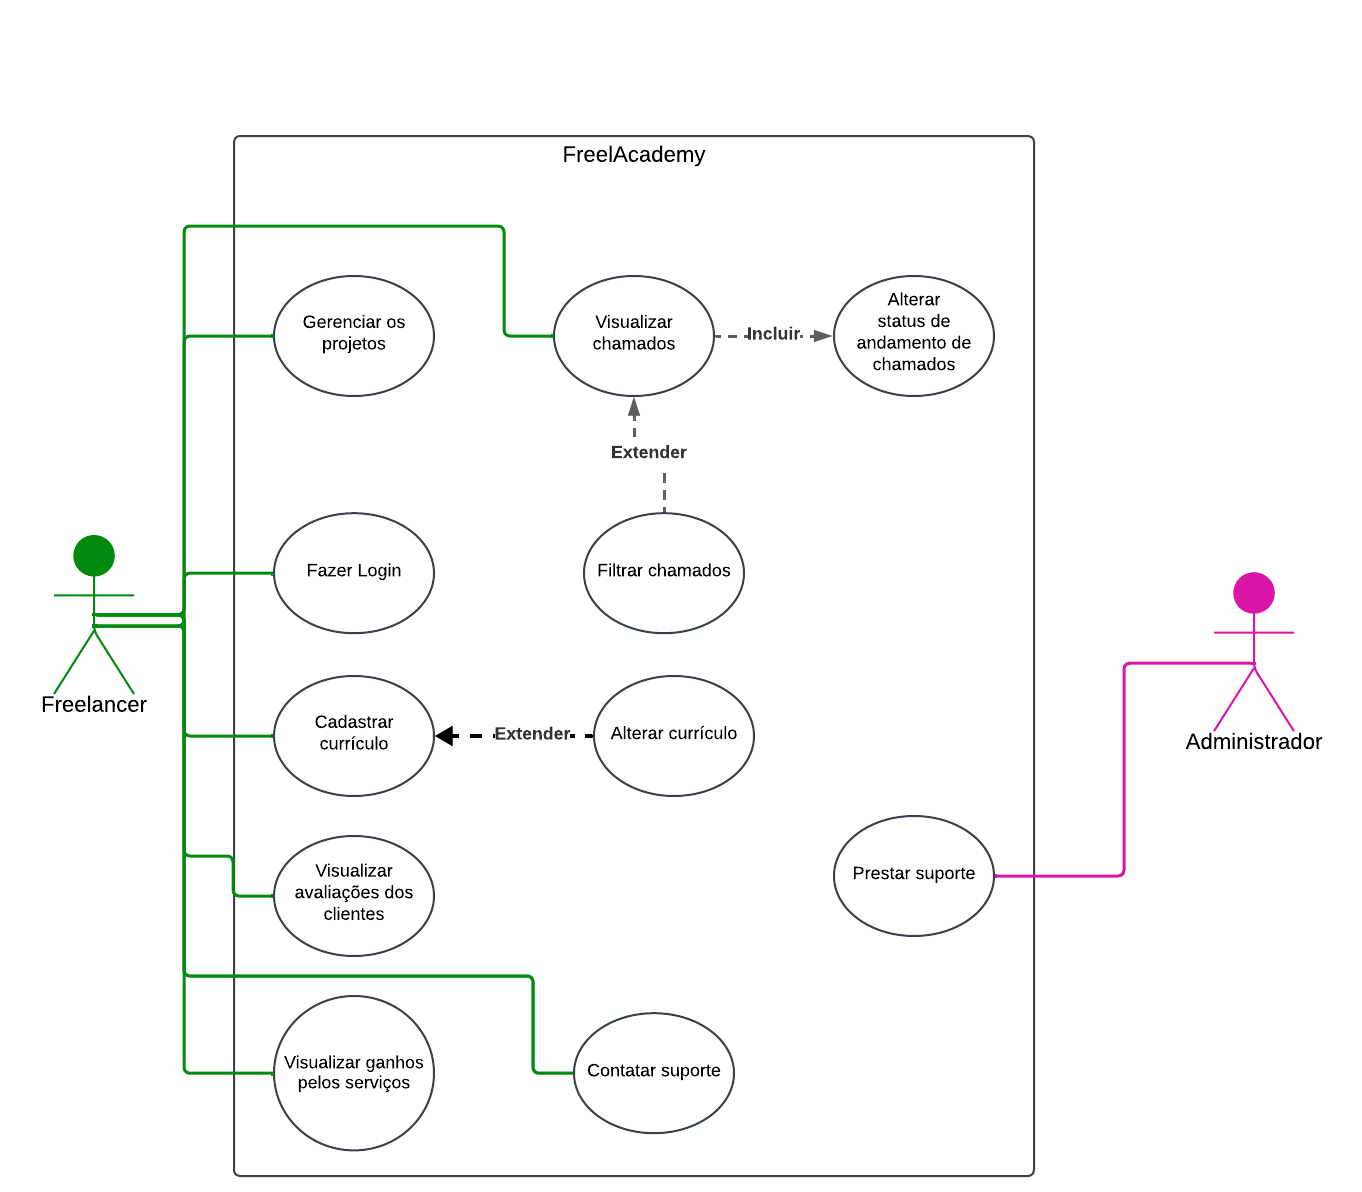 FreelAcademy
Gerenciar os
projetos
Visualizar
chamados
Incluir
Alterar
status de
andamento de
chamados
Extender
Fazer Login
Filtrar chamados
Freelancer
Cadastrar
currículo
Extender
Alterar currículo
Administrador
Visualizar
avaliações dos
clientes
Prestar suporte
Visualizar ganhos
pelos serviços
Contatar suporte